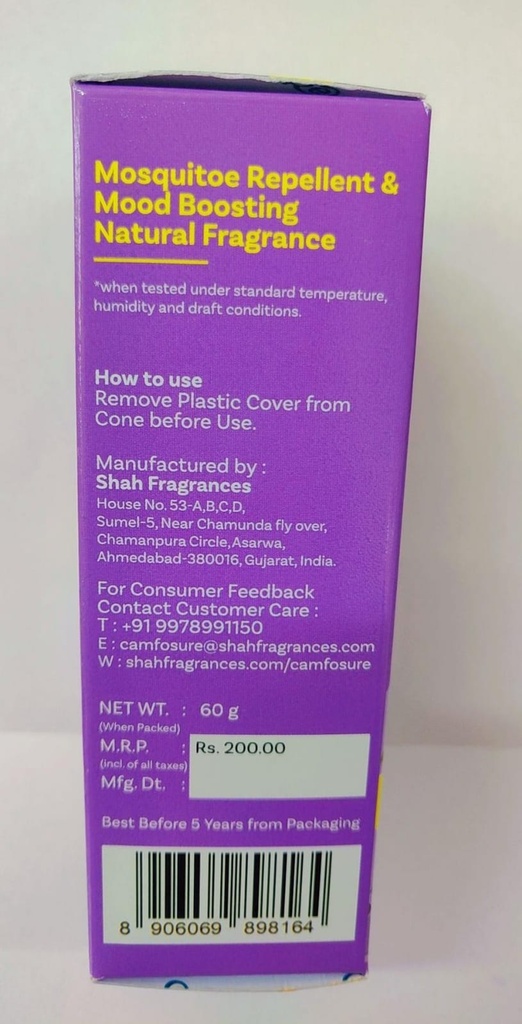 Mosquitoe Repellent &
Mood Boosting
Natural Fragrance
*when tested under standard temperature,
humidity and draft conditions.
How to use
Remove Plastic Cover from
Cone before Use.
Manufactured by :
Shah Fragrances
House No. 53-A,B,C,D,
Sumel-5, Near Chamunda fly over,
Chamanpura Circle, Asarwa,
Ahmedabad-380016, Gujarat, India.
For Consumer Feedback
Contact Customer Care :
T : +91 9978991150
E : camfosure@shahfragrances.com
W : shahfragrances.com/camfosure
NET WT. : 60 g
(When Packed)
M.R.P. : Rs. 200.00
(incl. of all taxes)
Mfg. Dt. :
Best Before 5 Years from Packaging
8 906069 898164